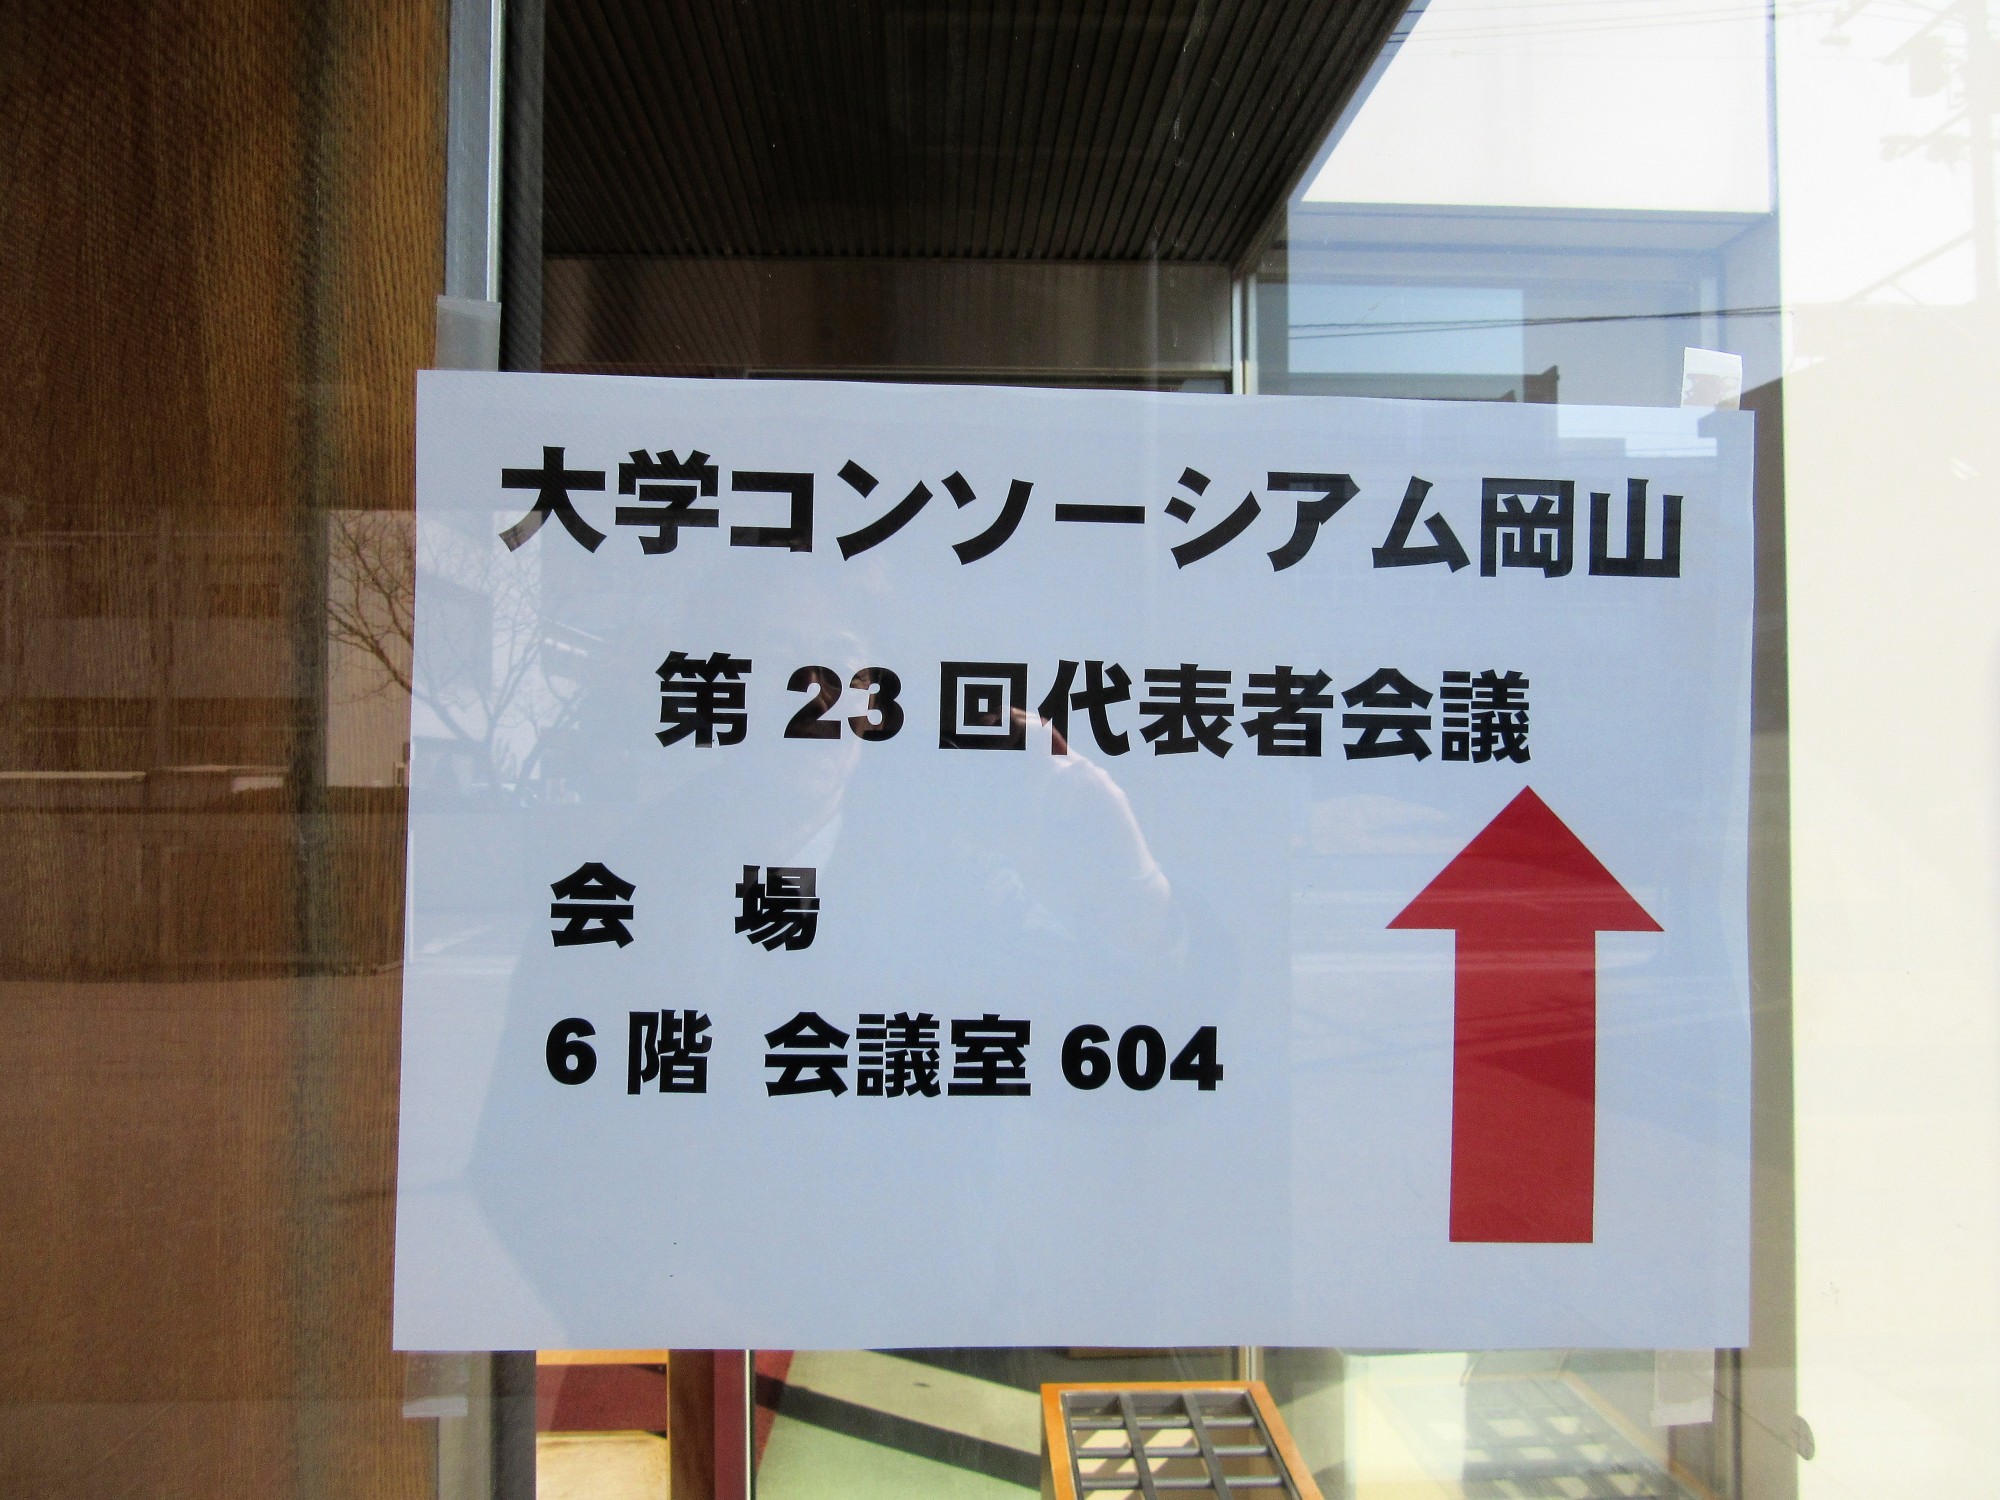 大学コンソーシアム岡山
第23回代表者会議
会　場
6階 会議室604